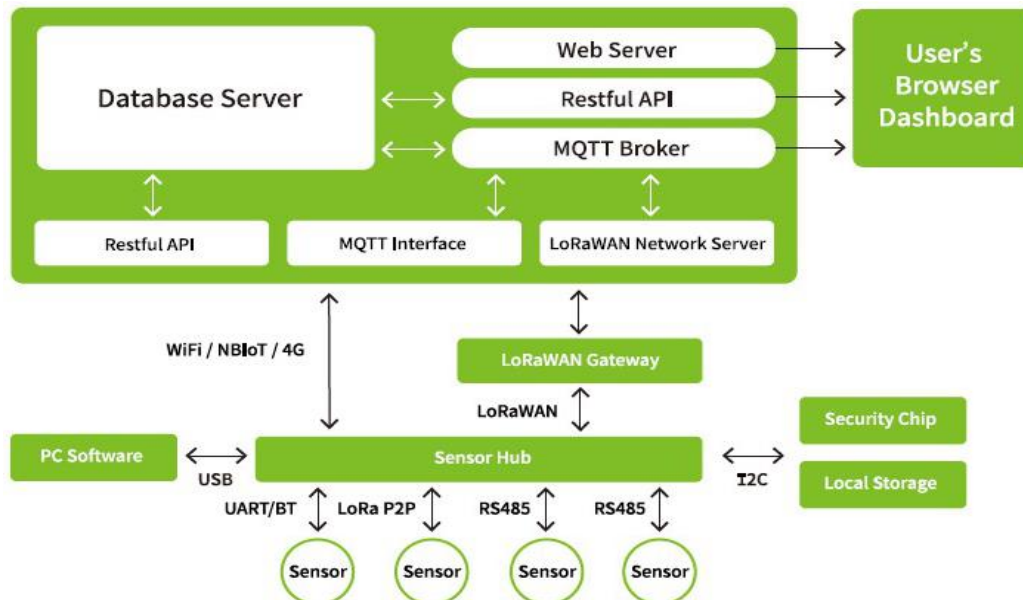 Database Server
Web Server
Restful API
MQTT Broker
User's
Browser
Dashboard
Restful API
MQTT Interface
LoRaWAN Network Server
WiFi / NBIoT / 4G
LoRaWAN Gateway
LoRaWAN
PC Software
USB
Sensor Hub
I2C
Security Chip
Local Storage
UART/BT
LoRa P2P
RS485
RS485
Sensor
Sensor
Sensor
Sensor